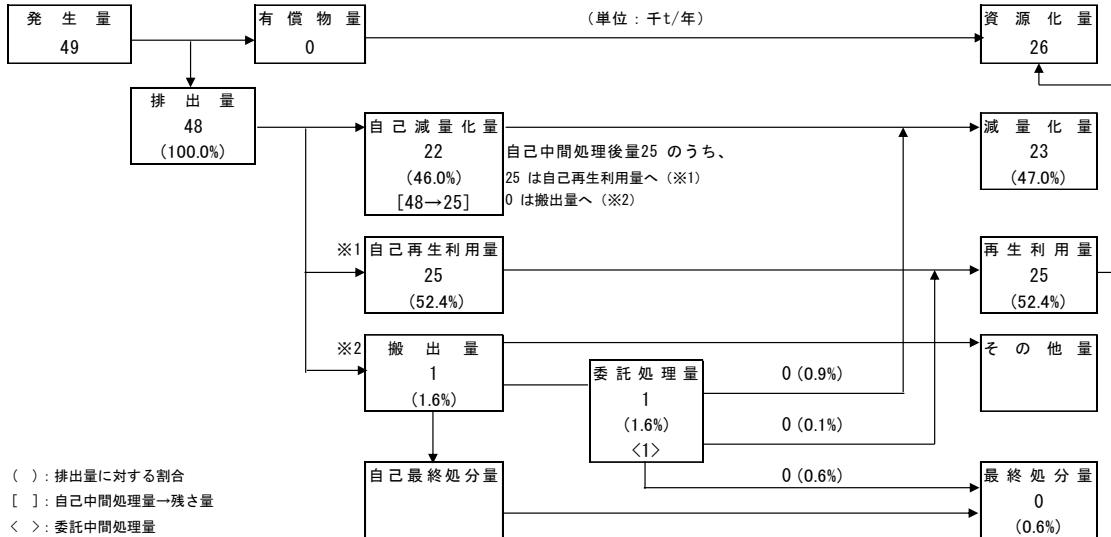 発生量
49
有償物量
0
(単位：千t/年)
資源化量
26
排出量
48
(100.0%)
自己減量化量
22
(46.0%)
[48→25]
自己中間処理後量25 のうち、
25 は自己再生利用量へ（※1）
0 は搬出量へ（※2）
減量化量
23
(47.0%)
※1
自己再生利用量
25
(52.4%)
再生利用量
25
(52.4%)
※2
搬出量
1
(1.6%)
委託処理量
1
(1.6%)
<1>
0 (0.9%)
0 (0.1%)
0 (0.6%)
その他量
自己最終処分量
最終処分量
0
(0.6%)
( )：排出量に対する割合
[ ]：自己中間処理量→残さ量
< >：委託中間処理量